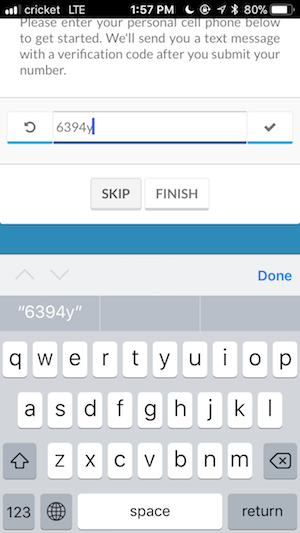 cricket LTE 1:57 PM 80%
Please enter your personal cell phone below
to get started. We'll send you a text message
with a verification code after you submit your
number.
6394y
SKIP FINISH
Done
“6394y”
q w e r t y u i o p
a s d f g h j k l
z x c v b n m
123 space return